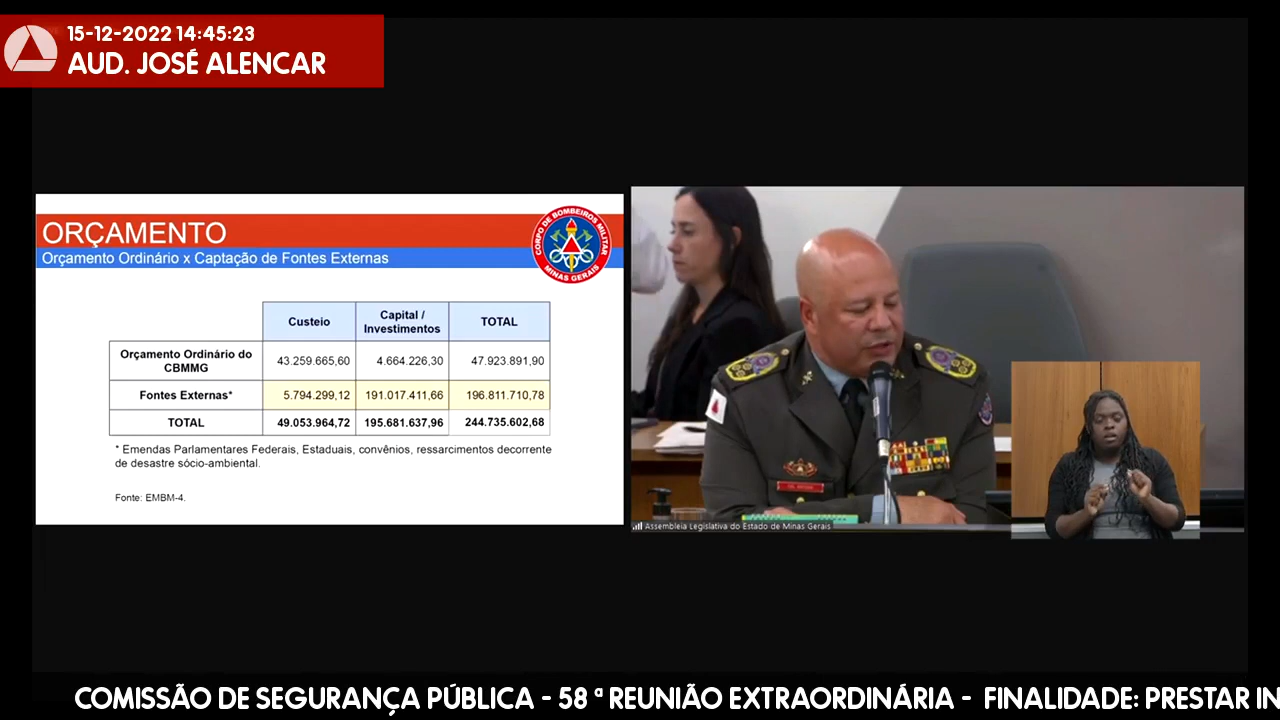 15-12-2022 14:45:23
AUD. JOSÉ ALENCAR
ORÇAMENTO
Orçamento Ordinário x Captação de Fontes Externas
CORPO DE BOMBEIROS MILITAR
MINAS GERAIS
Custeio
Capital / Investimentos
TOTAL
Orçamento Ordinário do CBMMG
43.259.665,60
4.664.226,30
47.923.891,90
Fontes Externas*
5.794.299,12
191.017.411,66
196.811.710,78
TOTAL
49.053.964,72
195.681.637,96
244.735.602,68
* Emendas Parlamentares Federais, Estaduais, convênios, ressarcimentos decorrente
de desastre sócio-ambiental.
Fonte: EMBM-4.
Assembleia Legislativa do Estado de Minas Gerais
COMISSÃO DE SEGURANÇA PÚBLICA - 58 ª REUNIÃO EXTRAORDINÁRIA - FINALIDADE: PRESTAR IN